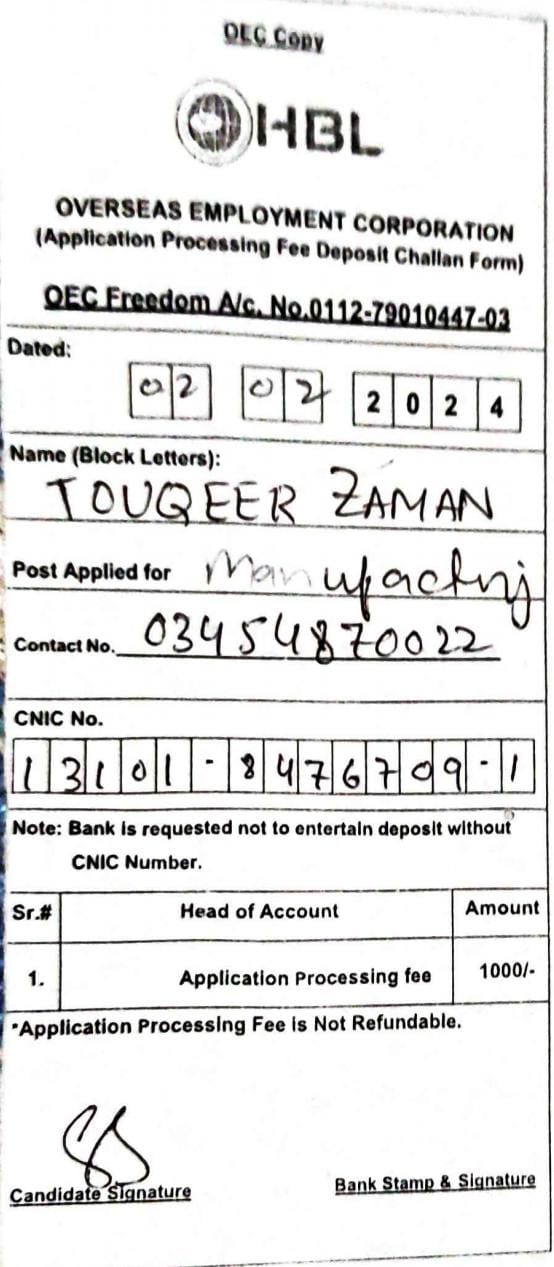 OEC Copy
HBL
OVERSEAS EMPLOYMENT CORPORATION
(Application Processing Fee Deposit Challan Form)
OEC Freedom A/c. No.0112-79010447-03
Dated:
02 02 2024
Name (Block Letters):
TOUQEER ZAMAN
Post Applied for Manufactnj
Contact No. 03454870022
CNIC No.
13101-8476709-1
Note: Bank is requested not to entertain deposit without
CNIC Number.
Sr.# Head of Account Amount
1. Application Processing fee 1000/-
*Application Processing Fee is Not Refundable.
Candidate Signature Bank Stamp & Signature